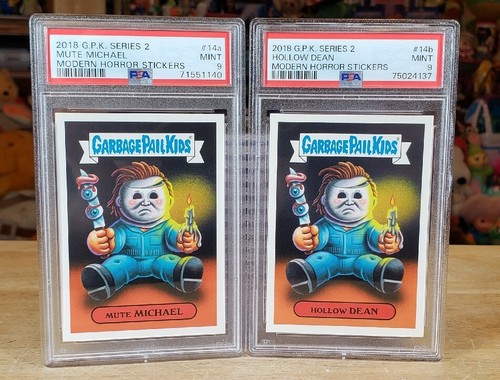 2018 G.P.K. SERIES 2 #14a
MUTE MICHAEL MINT
MODERN HORROR STICKERS 9
PSA 71551140
GARBAGE PAIL KIDS
MUTE MICHAEL
2018 G.P.K. SERIES 2 #14b
HOLLOW DEAN MINT
MODERN HORROR STICKERS 9
PSA 75024137
GARBAGE PAIL KIDS
HOLLOW DEAN